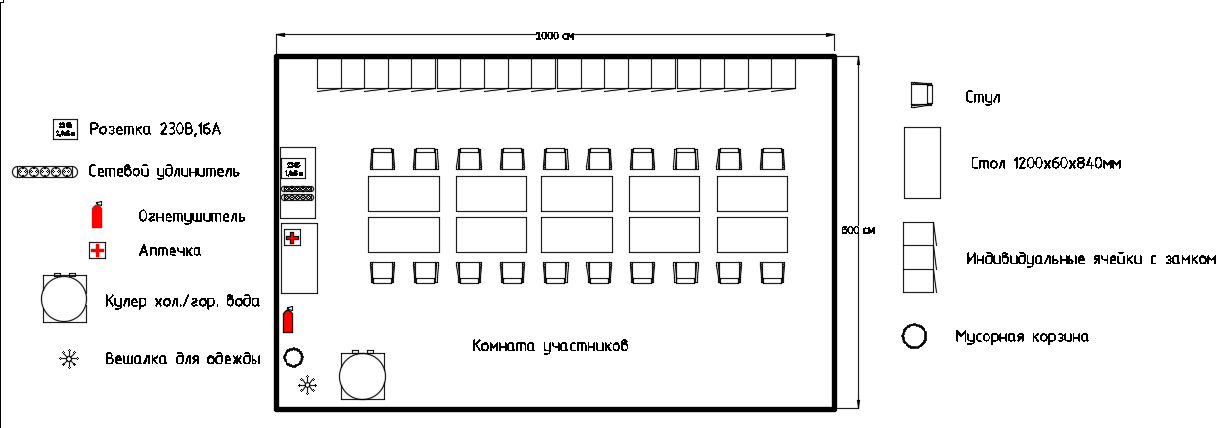 1000 см
Розетка 230В,16А
Сетевой удлинитель
Огнетушитель
Аптечка
Кулер хол./гор. вода
Вешалка для одежды
Комната участников
600 см
Стул
Стол 1200х60х840мм
Индивидуальные ячейки с замком
Мусорная корзина